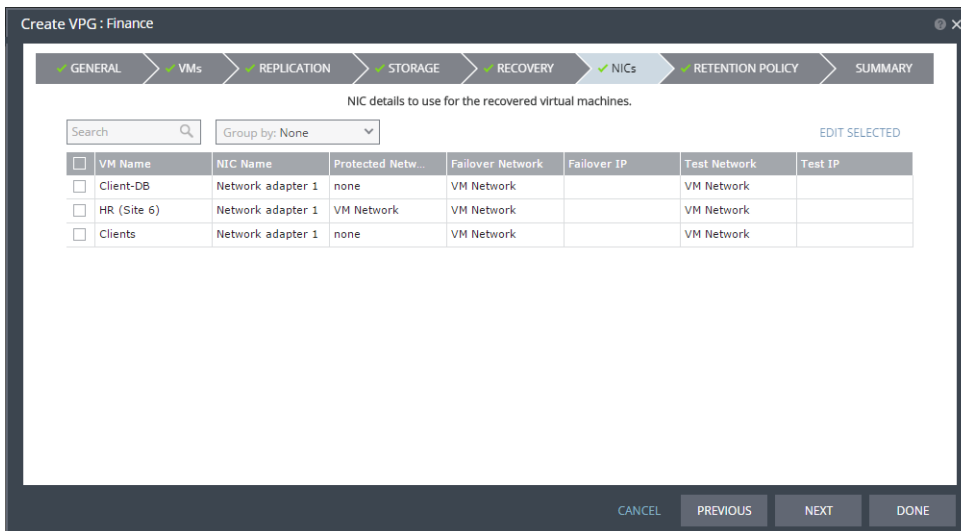 Create VPG : Finance
GENERAL VMs REPLICATION STORAGE RECOVERY NICs RETENTION POLICY SUMMARY
NIC details to use for the recovered virtual machines.
Search Group by: None EDIT SELECTED
VM Name NIC Name Protected Netw... Failover Network Failover IP Test Network Test IP
Client-DB Network adapter 1 none VM Network VM Network
HR (Site 6) Network adapter 1 VM Network VM Network VM Network
Clients Network adapter 1 none VM Network VM Network
CANCEL PREVIOUS NEXT DONE